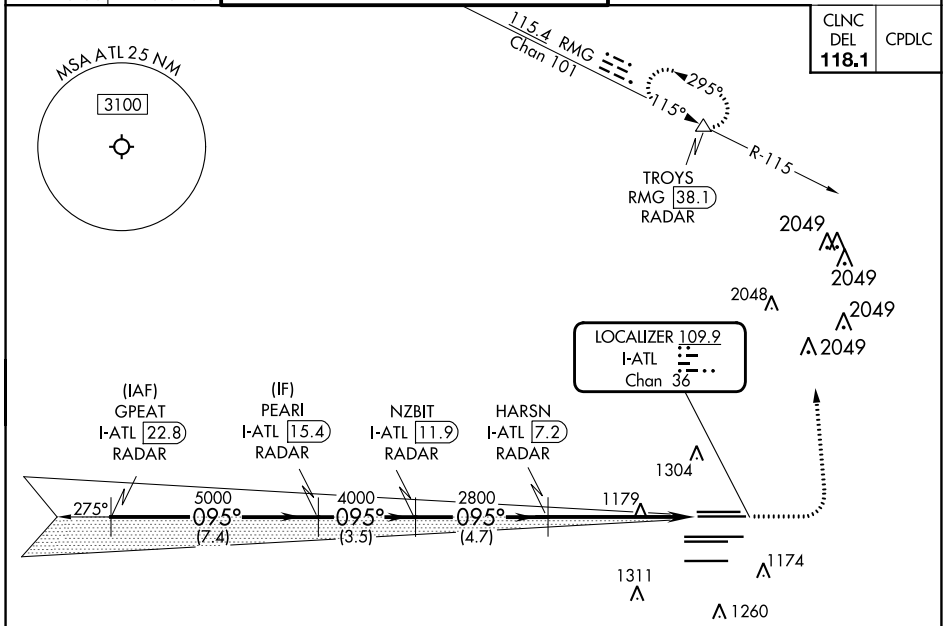 MSA ATL 25 NM
3100
115.4 RMG
Chan 101
295°
115°
R-115
TROYS
RMG 38.1
RADAR
CLNC
DEL
118.1
CPDLC
2049
2049
2048
2049
2049
LOCALIZER 109.9
I-ATL
Chan 36
(IAF)
GPEAT
I-ATL 22.8
RADAR
(IF)
PEARI
I-ATL 15.4
RADAR
NZBIT
I-ATL 11.9
RADAR
HARSN
I-ATL 7.2
RADAR
1304
1179
275°
5000
095°
(7.4)
4000
095°
(3.5)
2800
095°
(4.7)
1174
1311
1260